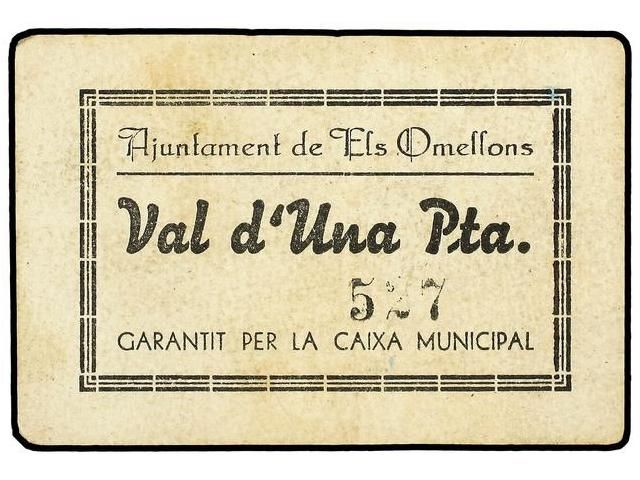 Ajuntament de Els Omellons
Val d'Una Pta.
527
GARANTIT PER LA CAIXA MUNICIPAL